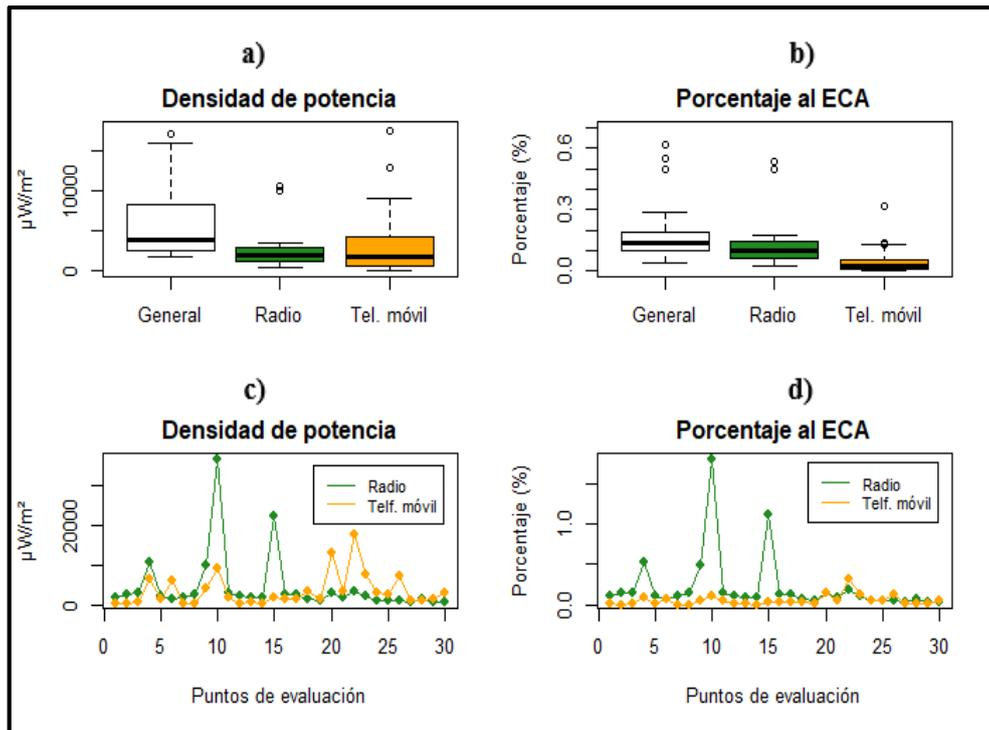 a)
Densidad de potencia
µW/m²
10000
0
General Radio Tel. móvil
b)
Porcentaje al ECA
Porcentaje (%)
0.6
0.3
0.0
General Radio Tel. móvil
c)
Densidad de potencia
µW/m²
20000
0
Radio
Telf. móvil
0 5 10 15 20 25 30
Puntos de evaluación
d)
Porcentaje al ECA
Porcentaje (%)
1.0
0.0
Radio
Telf. móvil
0 5 10 15 20 25 30
Puntos de evaluación